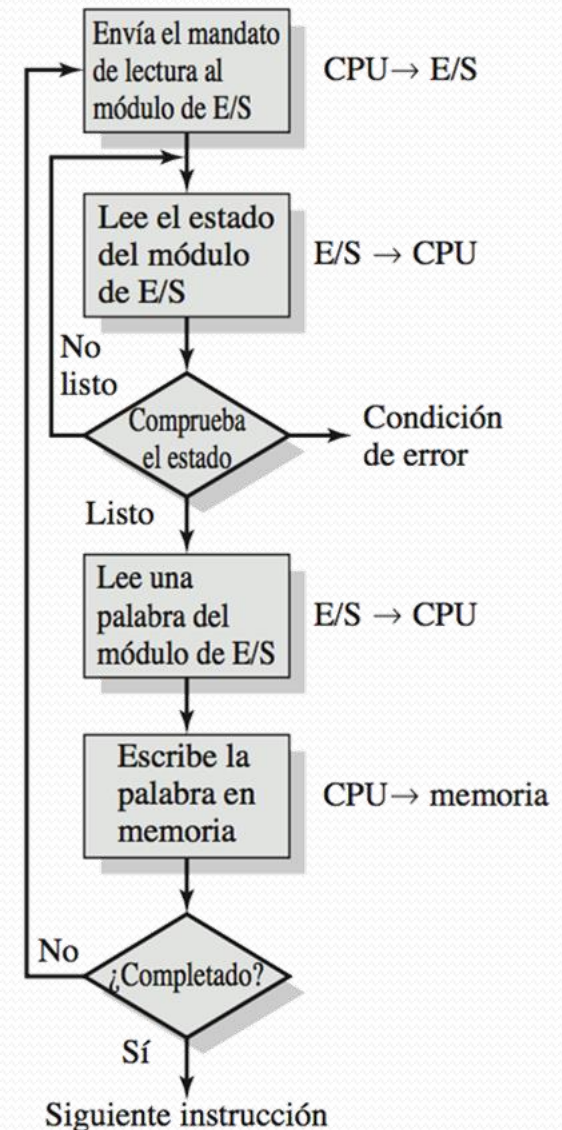 Envía el mandato
de lectura al
módulo de E/S
CPU→ E/S
Lee el estado
del módulo
de E/S
E/S → CPU
No
listo
Comprueba
el estado
Condición
de error
Listo
Lee una
palabra del
módulo de E/S
E/S → CPU
Escribe la
palabra en
memoria
CPU→ memoria
No
¿Completado?
Sí
Siguiente instrucción